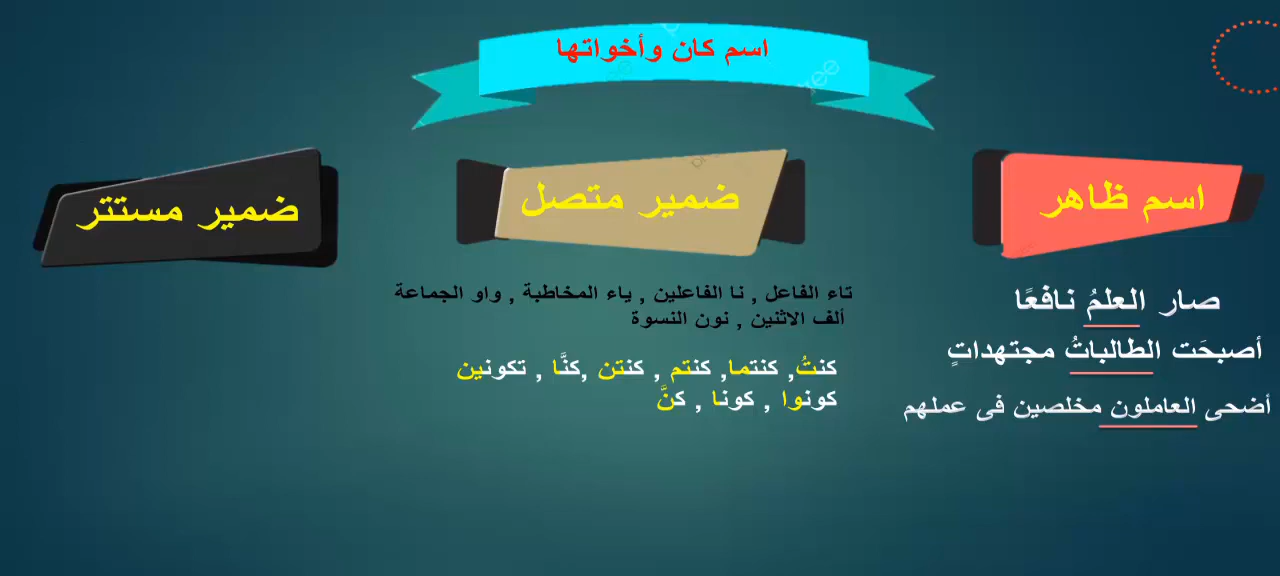 اسم كان وأخواتها
اسم ظاهر
ضمير متصل
ضمير مستتر
صار العلمُ نافعًا
أصبحَت الطالباتُ مجتهداتٍ
أضحى العاملون مخلصين فى عملهم
تاء الفاعل , نا الفاعلين , ياء المخاطبة , واو الجماعة
ألف الاثنين , نون النسوة
كنتُ, كنتما, كنتم , كنتن ,كنَّا , تكونين
كونوا , كونا , كنَّ